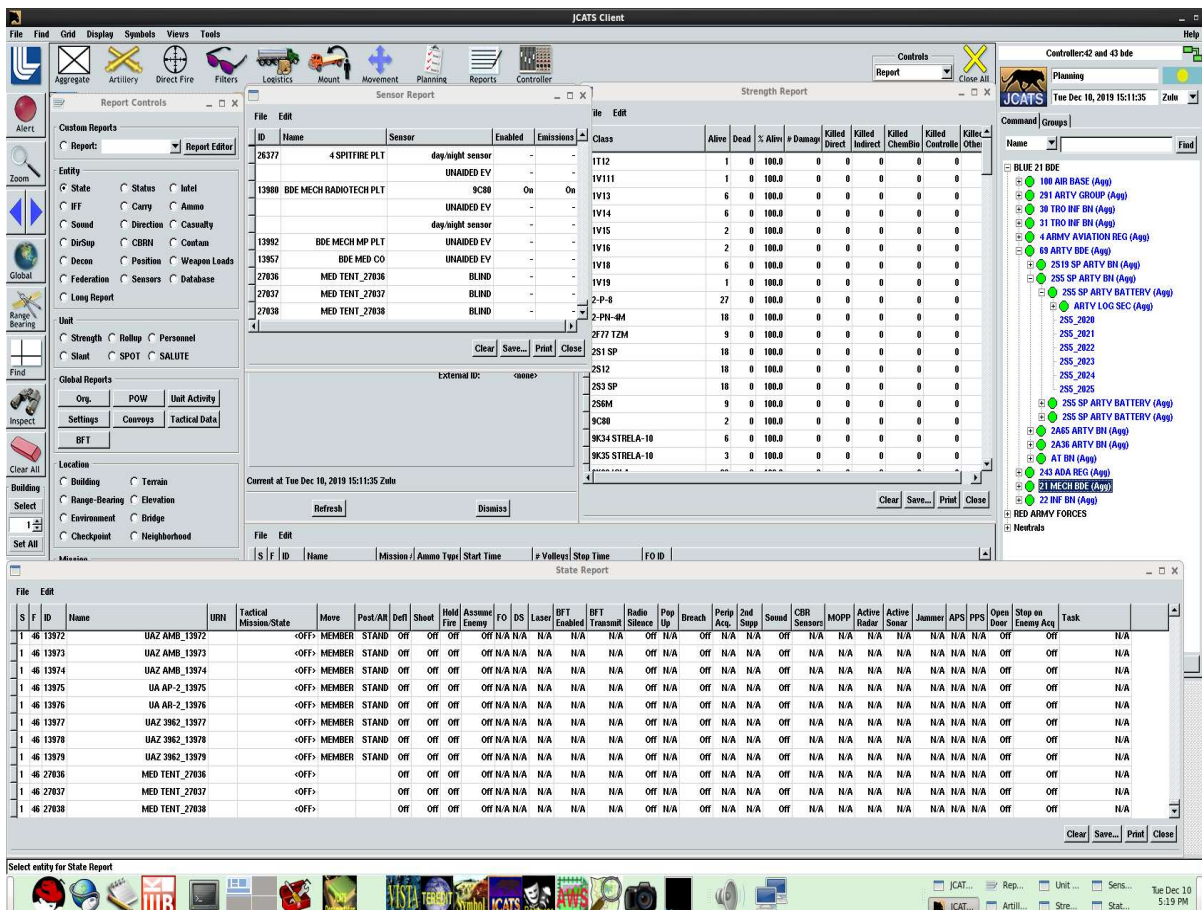 JCATS Client
File Find Grid Display Symbols Views Tools Help
Aggregate Artillery Direct Fire Filters Logistics Mount Movement Planning Reports Controller
Controls
Report
Close All
Controller:42 and 43 bde
Planning
JCATS Tue Dec 10, 2019 15:11:35 Zulu
Command Groups
Name Find
BLUE 21 BDE
100 AIR BASE (Agg)
291 ARTY GROUP (Agg)
30 TRO INF BN (Agg)
31 TRO INF BN (Agg)
4 ARMY AVIATION REG (Agg)
69 ARTY BDE (Agg)
2S19 SP ARTY BN (Agg)
2S5 SP ARTY BN (Agg)
2S5 SP ARTY BATTERY (Agg)
ARTY LOG SEC (Agg)
2S5_2020
2S5_2021
2S5_2022
2S5_2023
2S5_2024
2S5_2025
2S5 SP ARTY BATTERY (Agg)
2S5 SP ARTY BATTERY (Agg)
2A65 ARTY BN (Agg)
2A36 ARTY BN (Agg)
AT BN (Agg)
243 ADA REG (Agg)
21 MECH BDE (Agg)
22 INF BN (Agg)
RED ARMY FORCES
Neutrals
Alert
Zoom
Global
Range Bearing
Find
Inspect
Clear All
Building
Select
1
Set All
Report Controls
Custom Reports
Report: Report Editor
Entity
State Status Intel
IFF Carry Ammo
Sound Direction Casualty
DirSup CBRN Contam
Decon Position Weapon Loads
Federation Sensors Database
Long Report
Unit
Strength Rollup Personnel
Slant SPOT SALUTE
Global Reports
Org. POW Unit Activity
Settings Convoys Tactical Data
BFT
Location
Building Terrain
Range-Bearing Elevation
Environment Bridge
Checkpoint Neighborhood
Sensor Report
File Edit
ID Name Sensor Enabled Emissions
26377 4 SPITFIRE PLT day/night sensor - -
UNAIDED EY - -
13980 BDE MECH RADIOTECH PLT 9C80 On On
UNAIDED EY - -
day/night sensor - -
13992 BDE MECH MP PLT UNAIDED EY - -
13957 BDE MED CO UNAIDED EY - -
27036 MED TENT_27036 BLIND - -
27037 MED TENT_27037 BLIND - -
27038 MED TENT_27038 BLIND - -
Clear Save... Print Close
External ID: <none>
Current at Tue Dec 10, 2019 15:11:35 Zulu
Refresh Dismiss
File Edit
S F ID Name Mission # Ammo Type Start Time # Volleys Stop Time FO ID
Strength Report
Edit
Class Alive Dead % Alive # Damag Killed Direct Killed Indirect Killed ChemBio Killed Controlle Killed Other
1T12 1 0 100.0 0 0 0 0 0
1V111 1 0 100.0 0 0 0 0 0
1V13 6 0 100.0 0 0 0 0 0
1V14 6 0 100.0 0 0 0 0 0
1V15 2 0 100.0 0 0 0 0 0
1V16 2 0 100.0 0 0 0 0 0
1V18 6 0 100.0 0 0 0 0 0
1V19 1 0 100.0 0 0 0 0 0
2-P-8 27 0 100.0 0 0 0 0 0
2-PN-4M 18 0 100.0 0 0 0 0 0
2F77 TZM 9 0 100.0 0 0 0 0 0
2S1 SP 18 0 100.0 0 0 0 0 0
2S12 18 0 100.0 0 0 0 0 0
2S3 SP 18 0 100.0 0 0 0 0 0
2S6M 9 0 100.0 0 0 0 0 0
9C80 2 0 100.0 0 0 0 0 0
9K34 STRELA-10 6 0 100.0 0 0 0 0 0
9K35 STRELA-10 3 0 100.0 0 0 0 0 0
Clear Save... Print Close
State Report
File Edit
S F ID Name URN Tactical Mission/State Move Post/Alt Defl Shoot Hold Fire Assume Enemy FO DS Laser BFT Enabled BFT Transmit Radio Silence Pop Up Breach Perip Acq. 2nd Supp Sound CBR Sensors MOPP Active Radar Active Sonar Jammer APS PPS Open Door Stop on Enemy Acq Task
1 46 13972 UAZ AMB_13972 <OFF> MEMBER STAND Off Off Off Off N/A N/A N/A N/A N/A Off N/A Off N/A N/A Off N/A N/A N/A N/A N/A N/A N/A Off Off N/A
1 46 13973 UAZ AMB_13973 <OFF> MEMBER STAND Off Off Off Off N/A N/A N/A N/A N/A Off N/A Off N/A N/A Off N/A N/A N/A N/A N/A N/A N/A Off Off N/A
1 46 13974 UAZ AMB_13974 <OFF> MEMBER STAND Off Off Off Off N/A N/A N/A N/A N/A Off N/A Off N/A N/A Off N/A N/A N/A N/A N/A N/A N/A Off Off N/A
1 46 13975 UA AP-2_13975 <OFF> MEMBER STAND Off Off Off Off N/A N/A N/A N/A N/A Off N/A Off N/A N/A Off N/A N/A N/A N/A N/A N/A N/A Off Off N/A
1 46 13976 UA AR-2_13976 <OFF> MEMBER STAND Off Off Off Off N/A N/A N/A N/A N/A Off N/A Off N/A N/A Off N/A N/A N/A N/A N/A N/A N/A Off Off N/A
1 46 13977 UAZ 3962_13977 <OFF> MEMBER STAND Off Off Off Off N/A N/A N/A N/A N/A Off N/A Off N/A N/A Off N/A N/A N/A N/A N/A N/A N/A Off Off N/A
1 46 13978 UAZ 3962_13978 <OFF> MEMBER STAND Off Off Off Off N/A N/A N/A N/A N/A Off N/A Off N/A N/A Off N/A N/A N/A N/A N/A N/A N/A Off Off N/A
1 46 13979 UAZ 3962_13979 <OFF> MEMBER STAND Off Off Off Off N/A N/A N/A N/A N/A Off N/A Off N/A N/A Off N/A N/A N/A N/A N/A N/A N/A Off Off N/A
1 46 27036 MED TENT_27036 <OFF> Off Off Off Off N/A N/A N/A N/A N/A Off N/A Off N/A N/A Off N/A N/A N/A N/A N/A N/A N/A Off Off N/A
1 46 27037 MED TENT_27037 <OFF> Off Off Off Off N/A N/A N/A N/A N/A Off N/A Off N/A N/A Off N/A N/A N/A N/A N/A N/A N/A Off Off N/A
1 46 27038 MED TENT_27038 <OFF> Off Off Off Off N/A N/A N/A N/A N/A Off N/A Off N/A N/A Off N/A N/A N/A N/A N/A N/A N/A Off Off N/A
Clear Save... Print Close
Select entity for State Report
VISTA TEREDIT Symbol JCATS AWS
JCAT... Rep... Unit ... Sens...
JCAT... Artill... Stre... Stat...
Tue Dec 10
5:19 PM